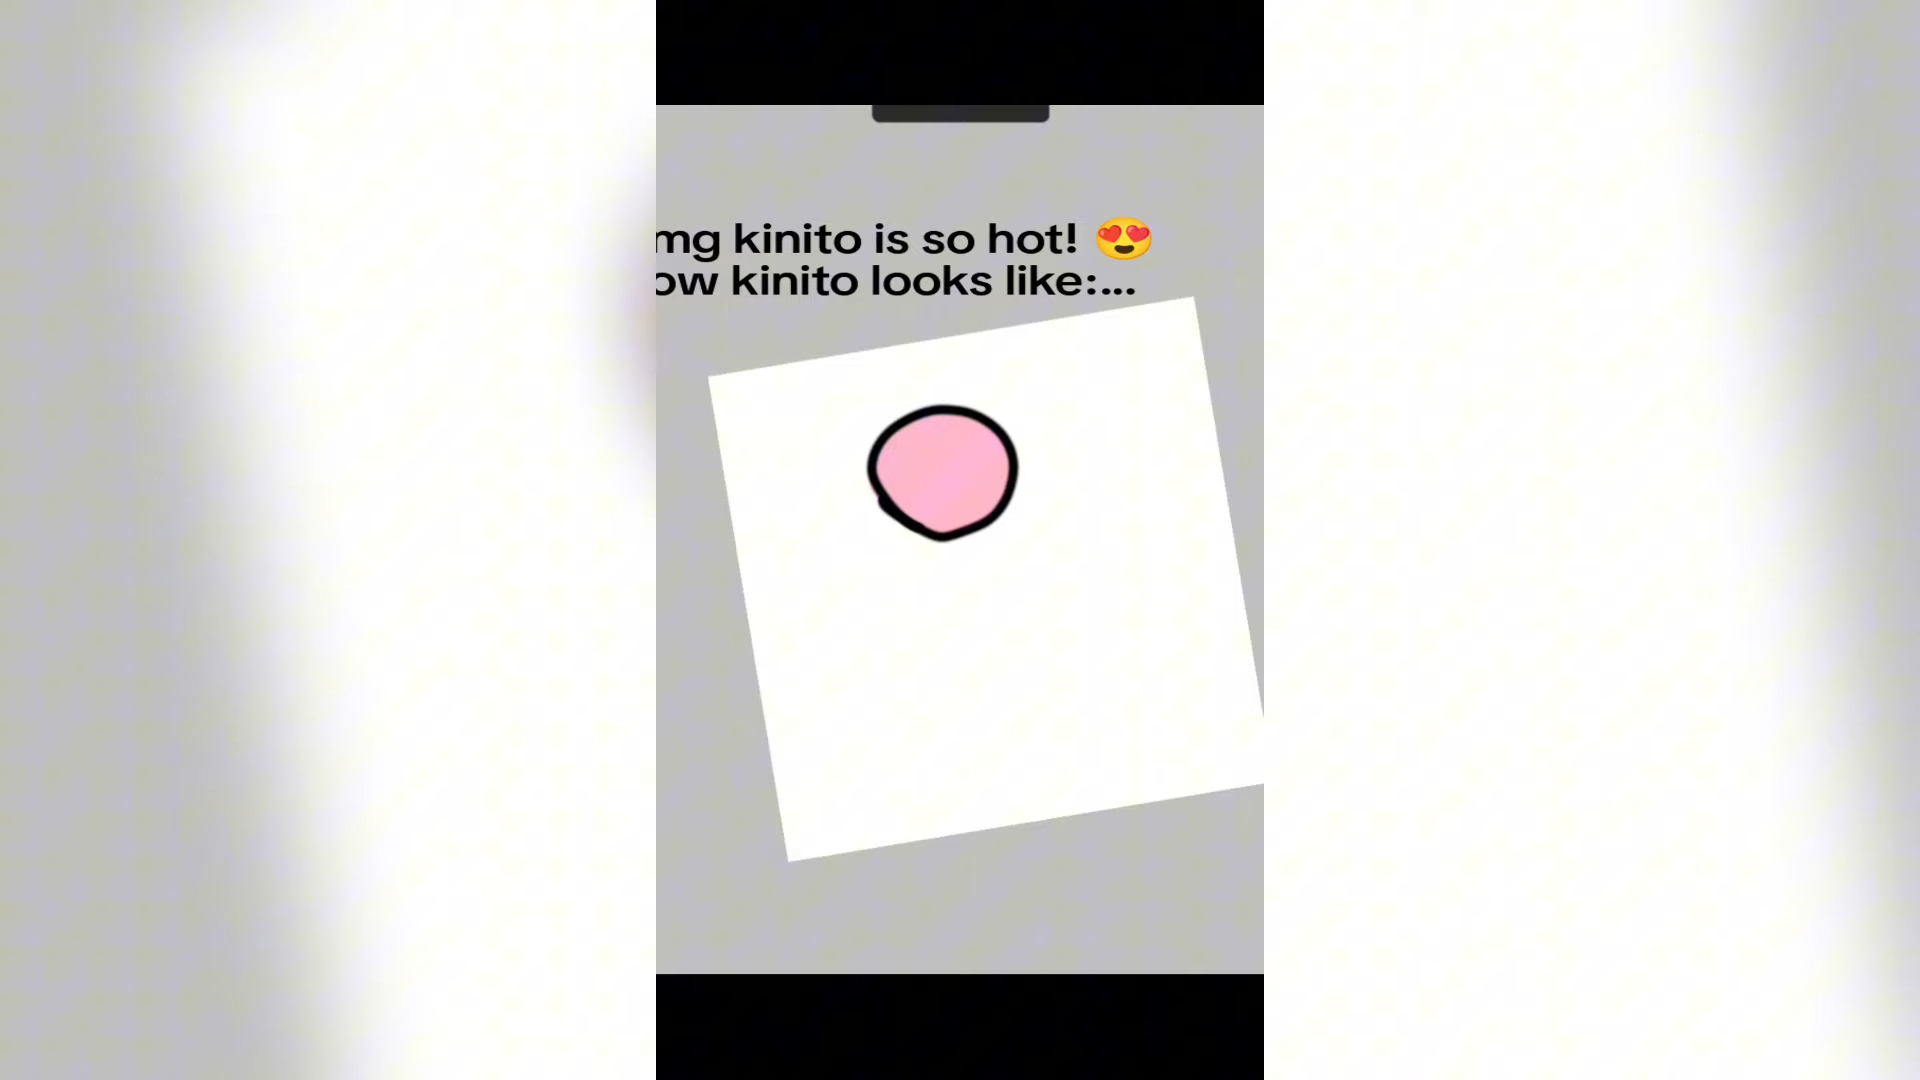 mg kinito is so hot! 😍
ow kinito looks like:...